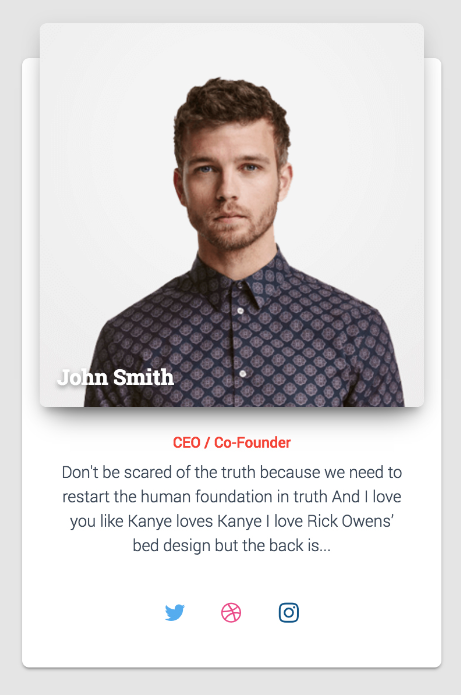 John Smith
CEO / Co-Founder
Don't be scared of the truth because we need to
restart the human foundation in truth And I love
you like Kanye loves Kanye I love Rick Owens’
bed design but the back is...